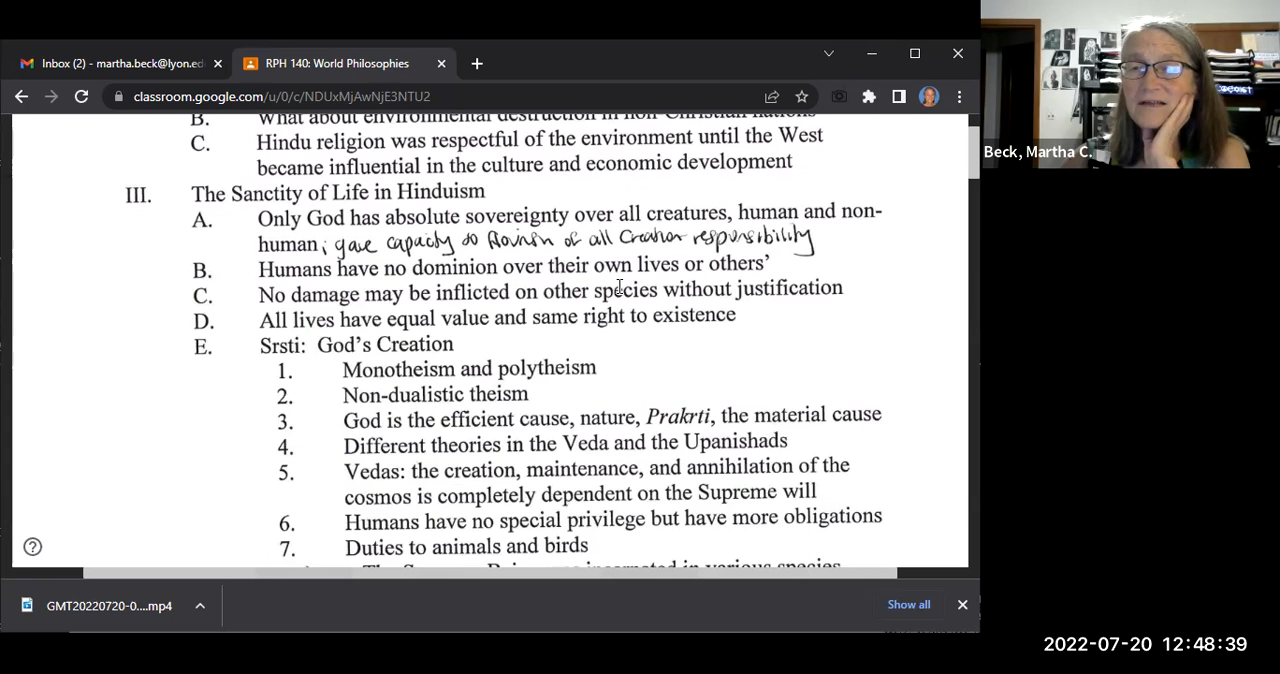 Inbox (2) - martha.beck@lyon.ed
RPH 140: World Philosophies
classroom.google.com/u/0/c/NDUxMjAwNjE3NTU2
B. What about environmental destruction in non-Christian nations
C. Hindu religion was respectful of the environment until the West
became influential in the culture and economic development
III. The Sanctity of Life in Hinduism
A. Only God has absolute sovereignty over all creatures, human and non-
human; gave capacity to flourish of all Creation responsibility
B. Humans have no dominion over their own lives or others'
C. No damage may be inflicted on other species without justification
D. All lives have equal value and same right to existence
E. Srsti: God's Creation
1. Monotheism and polytheism
2. Non-dualistic theism
3. God is the efficient cause, nature, Prakrti, the material cause
4. Different theories in the Veda and the Upanishads
5. Vedas: the creation, maintenance, and annihilation of the
cosmos is completely dependent on the Supreme will
6. Humans have no special privilege but have more obligations
7. Duties to animals and birds
The Supreme Being was incarnated in various species
GMT20220720-0....mp4
Show all
Beck, Martha C.
2022-07-20 12:48:39